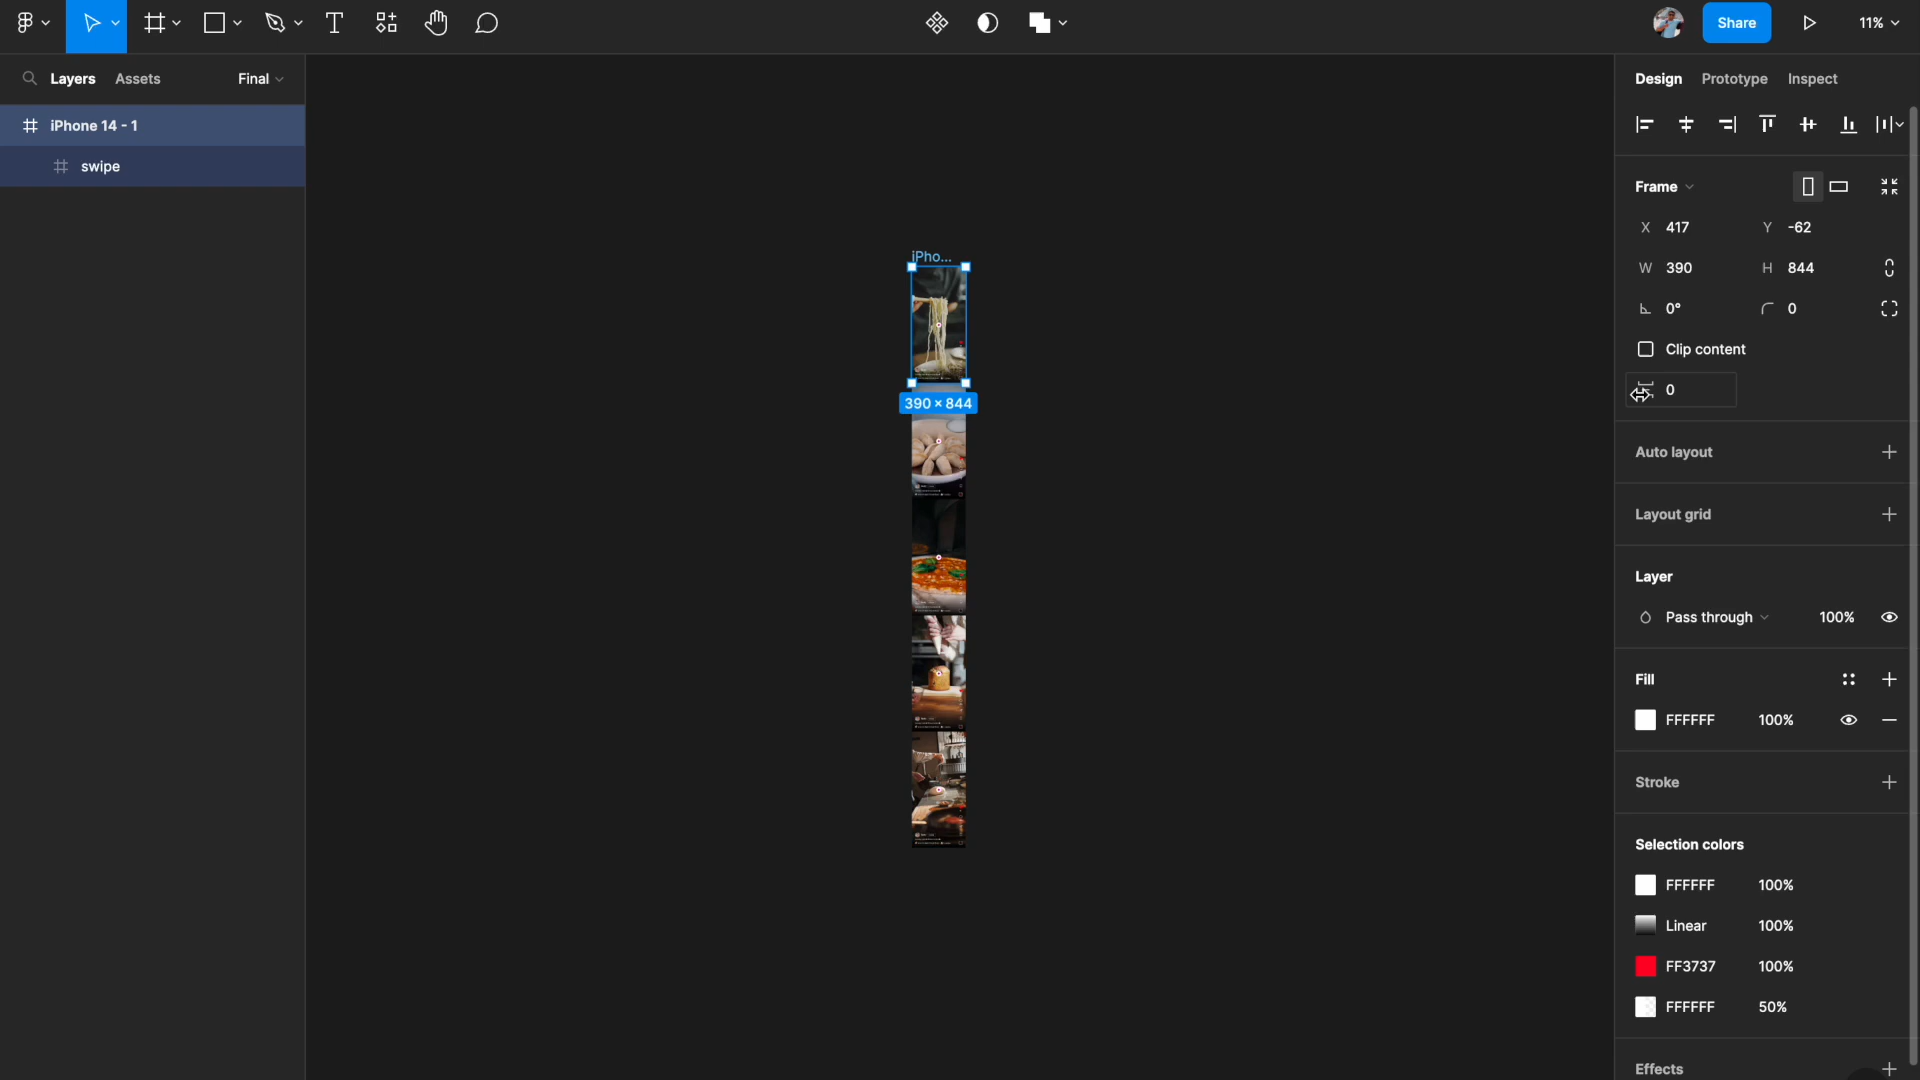 Share
11%
Layers
Assets
Final
Design
Prototype
Inspect
iPhone 14 - 1
swipe
iPho...
390 × 844
Frame
X 417
Y -62
W 390
H 844
0°
0
Clip content
0
Auto layout
Layout grid
Layer
Pass through
100%
Fill
FFFFFF
100%
Stroke
Selection colors
FFFFFF
100%
Linear
100%
FF3737
100%
FFFFFF
50%
Effects